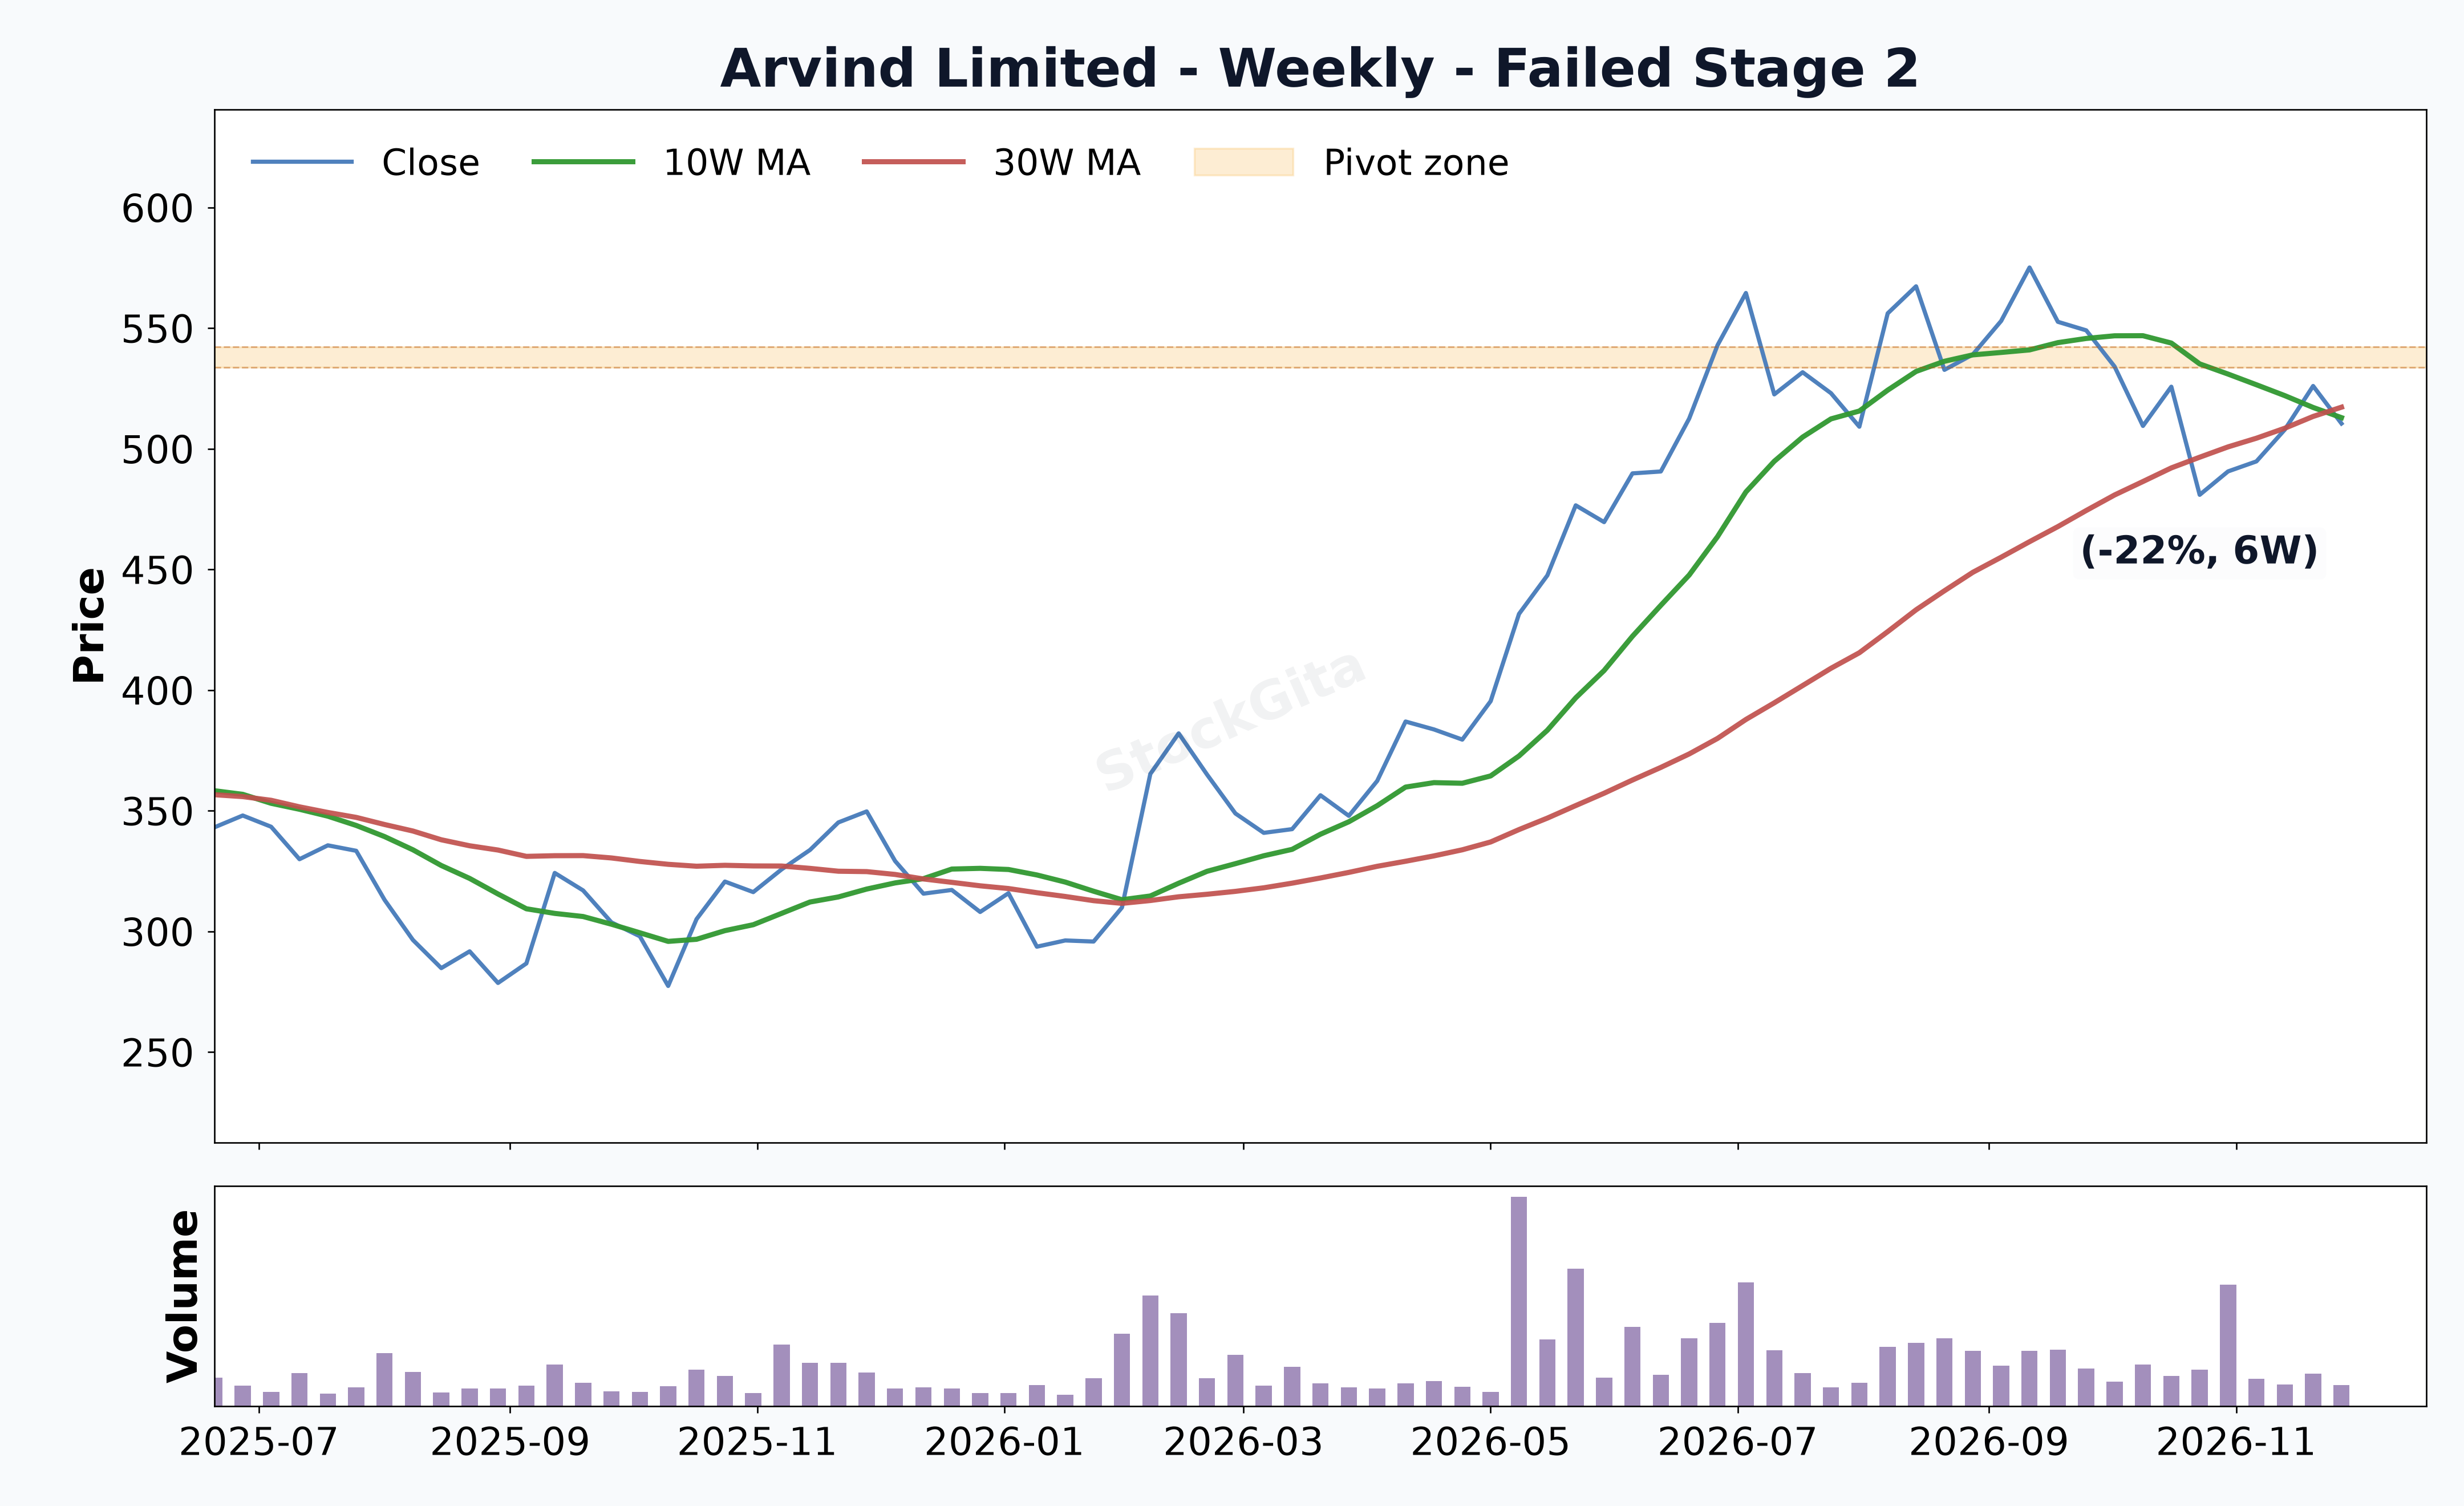 Arvind Limited - Weekly - Failed Stage 2
Close 10W MA 30W MA Pivot zone
600
550
500
450
400
350
300
250
Price
(-22%, 6W)
StockGita
Volume
2025-07 2025-09 2025-11 2026-01 2026-03 2026-05 2026-07 2026-09 2026-11